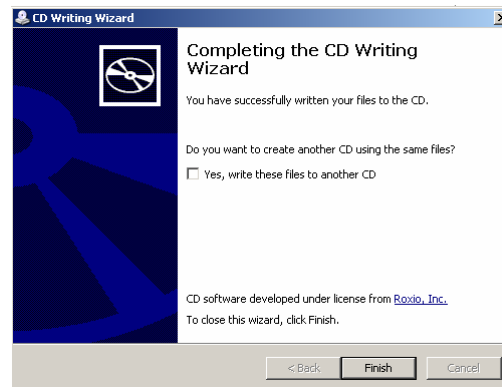 CD Writing Wizard
Completing the CD Writing
Wizard
You have successfully written your files to the CD.
Do you want to create another CD using the same files?
Yes, write these files to another CD
CD software developed under license from Roxio, Inc.
To close this wizard, click Finish.
< Back Finish Cancel